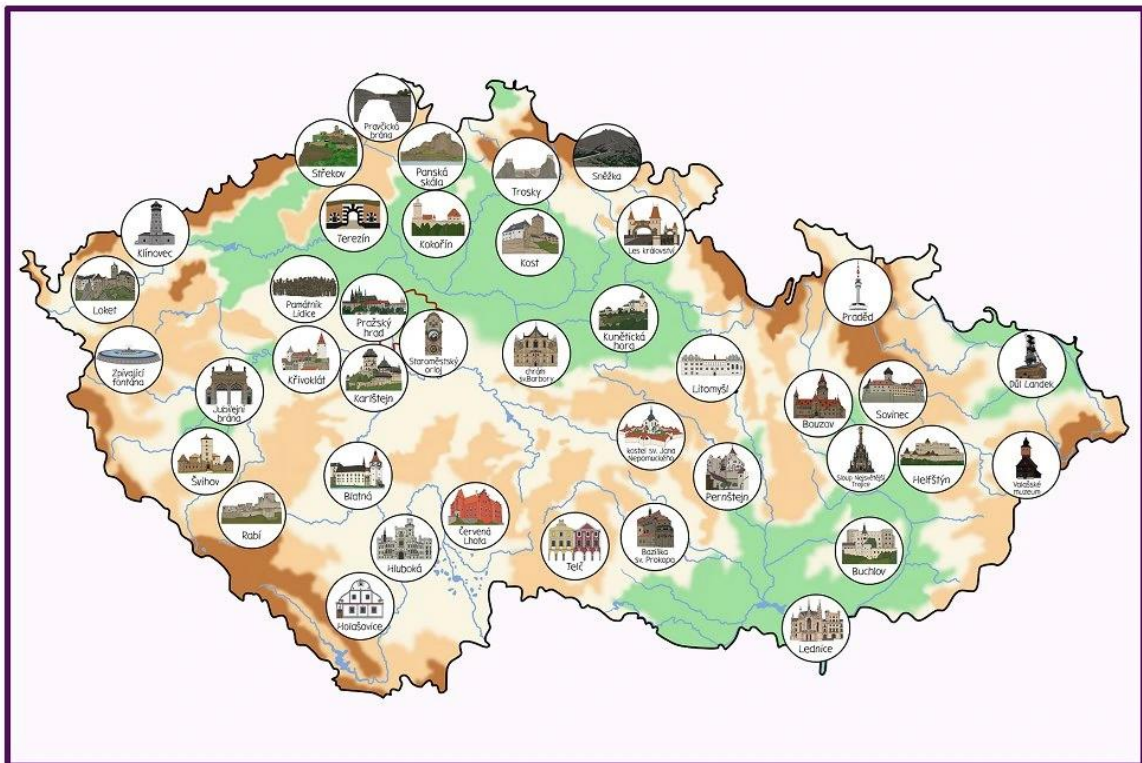 Pravčická
brána
Střekov
Panská
skála
Trosky
Sněžka
Klínovec
Terezín
Kokořín
Kost
Les království
Loket
Památník
Lidice
Pražský
hrad
Staroměstský
orloj
chrám
sv.Barbory
Kunětická
hora
Praděd
Zpívající
fontána
Křivoklát
Karlštejn
Litomyšl
Důl Landek
Jubilejní
brána
Bouzov
Sovinec
Švihov
Blatná
kostel sv. Jana
Nepomuckého
Pernštejn
Sloup Nejsvětější
Trojice
Helfštýn
Valašské
muzeum
Rabí
Hluboká
Červená
Lhota
Telč
Bazilika
sv. Prokopa
Buchlov
Holašovice
Lednice